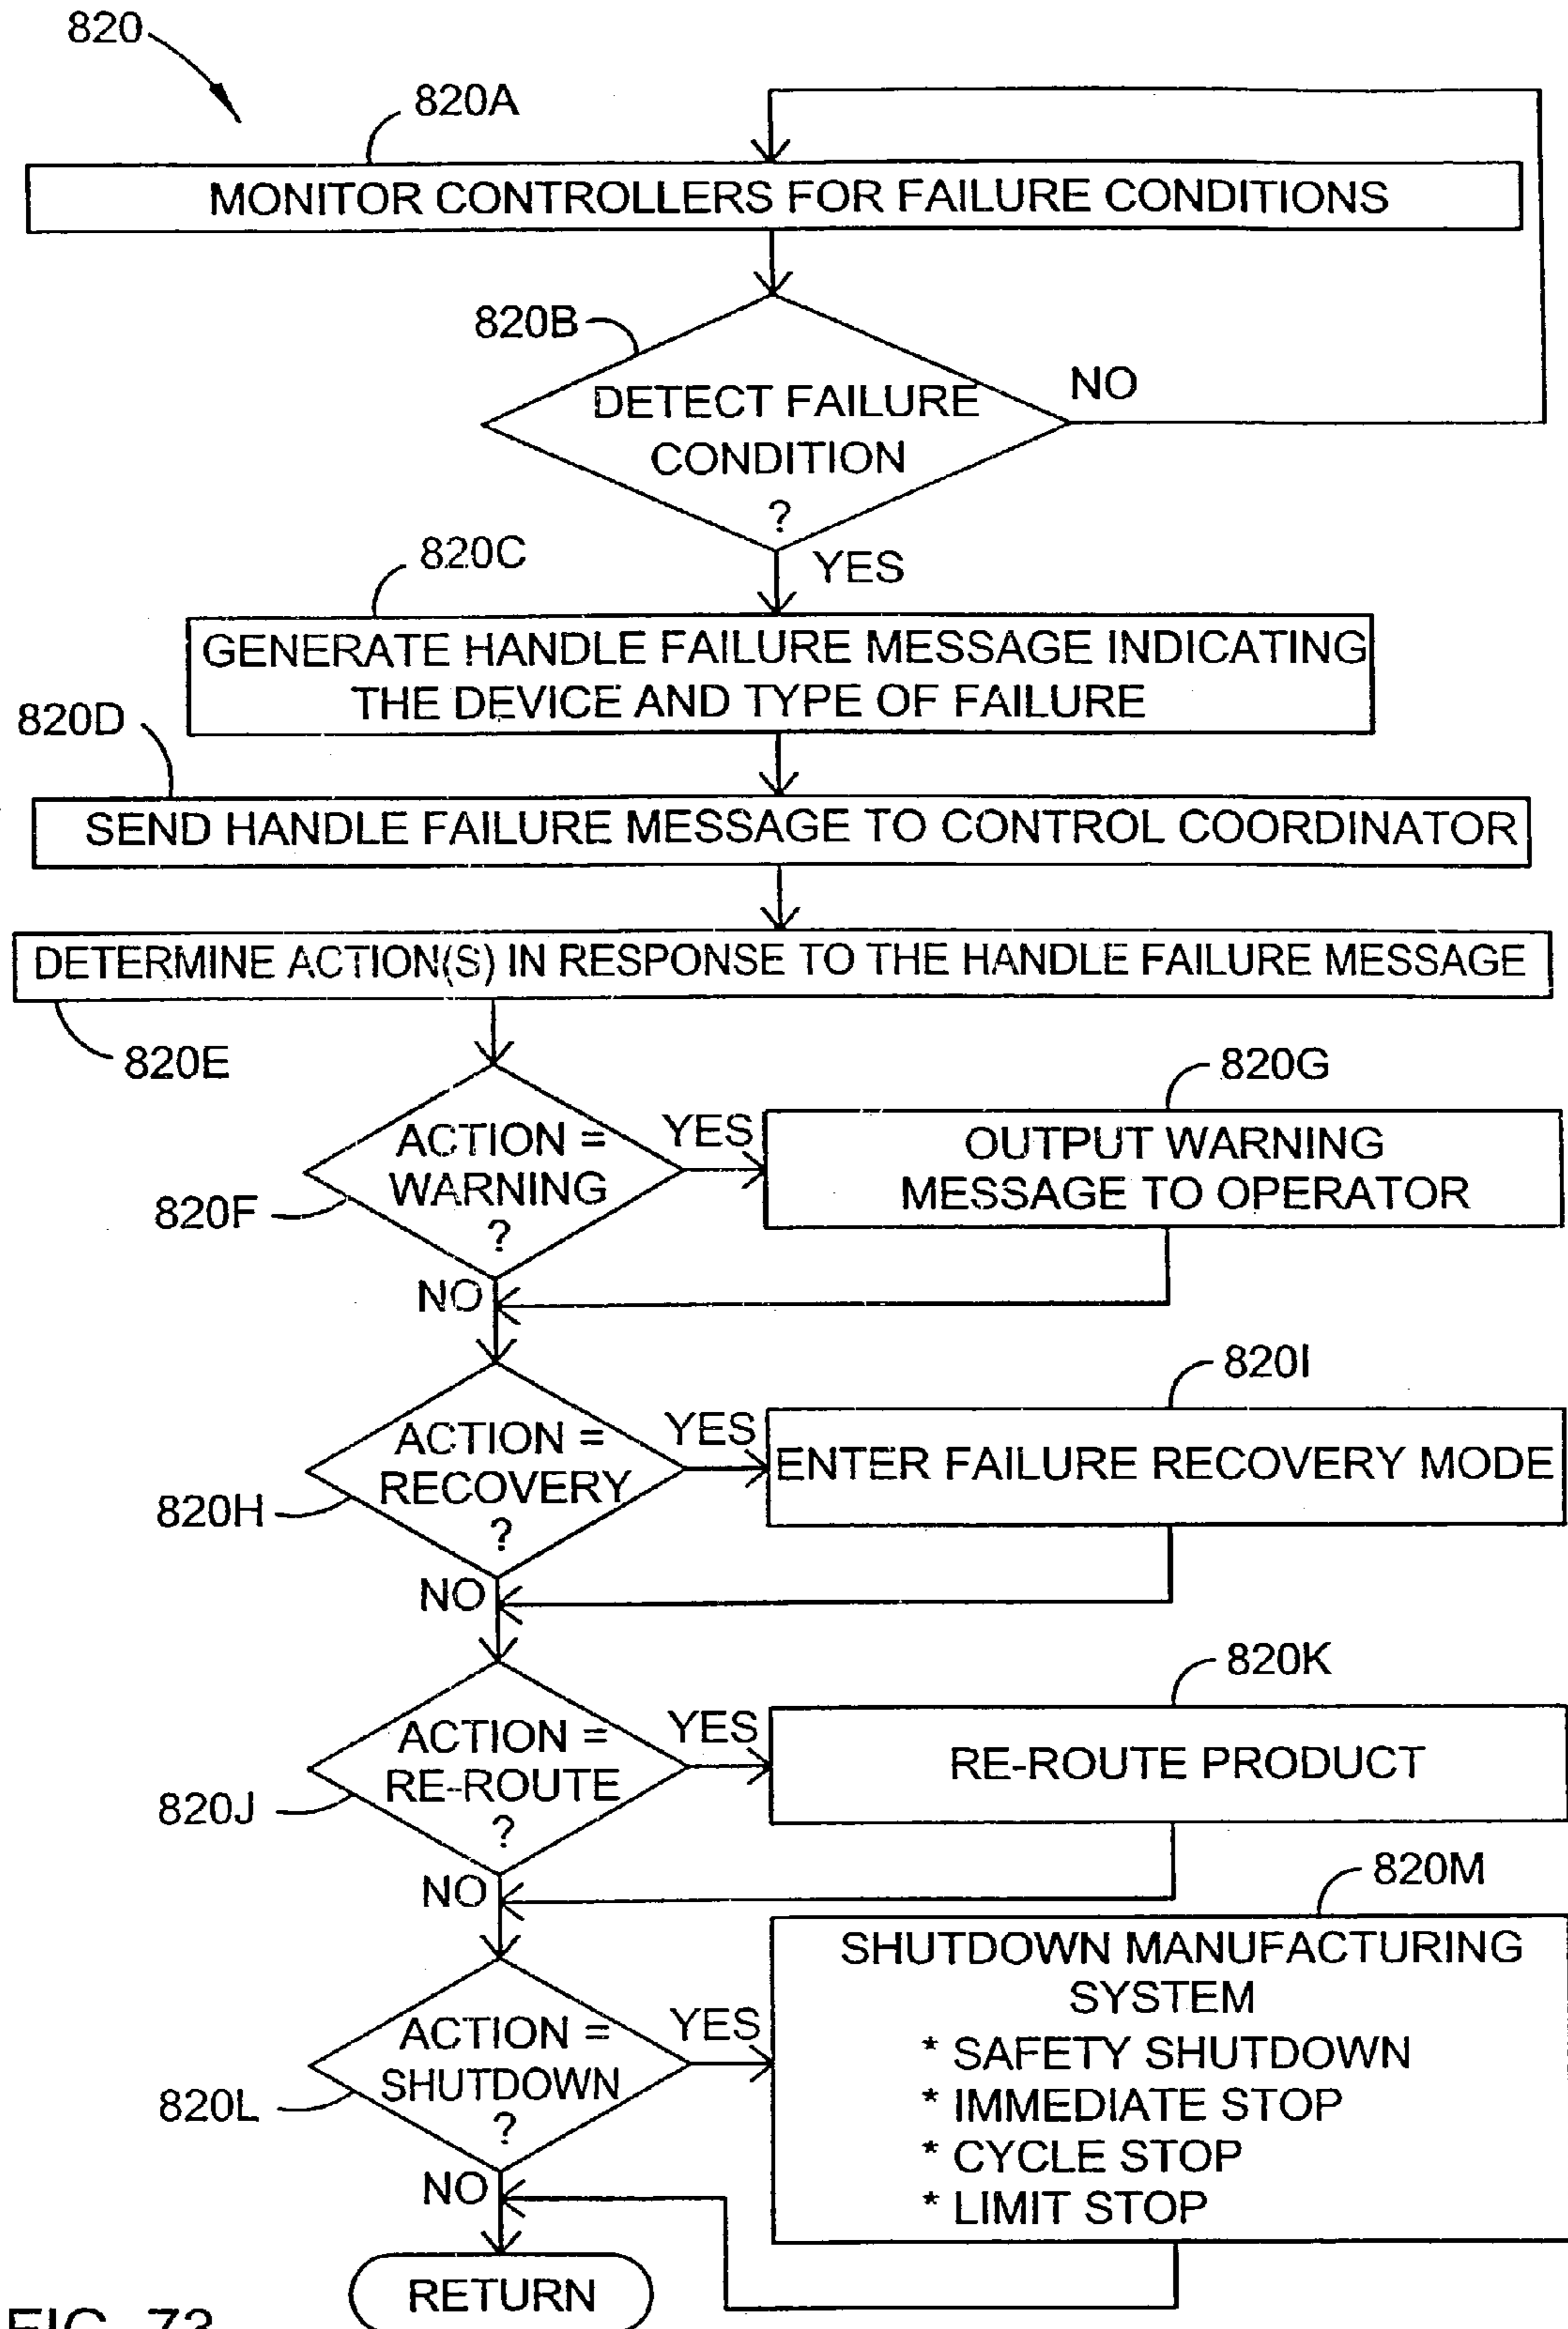 820
820A
MONITOR CONTROLLERS FOR FAILURE CONDITIONS
820B
DETECT FAILURE
CONDITION
?
NO
YES
820C
GENERATE HANDLE FAILURE MESSAGE INDICATING
THE DEVICE AND TYPE OF FAILURE
820D
SEND HANDLE FAILURE MESSAGE TO CONTROL COORDINATOR
DETERMINE ACTION(S) IN RESPONSE TO THE HANDLE FAILURE MESSAGE
820E
820F
ACTION =
WARNING
?
YES
NO
820G
OUTPUT WARNING
MESSAGE TO OPERATOR
820H
ACTION =
RECOVERY
?
YES
NO
820I
ENTER FAILURE RECOVERY MODE
820J
ACTION =
RE-ROUTE
?
YES
NO
820K
RE-ROUTE PRODUCT
820L
ACTION =
SHUTDOWN
?
YES
NO
820M
SHUTDOWN MANUFACTURING
SYSTEM
* SAFETY SHUTDOWN
* IMMEDIATE STOP
* CYCLE STOP
* LIMIT STOP
RETURN
FIG. 73